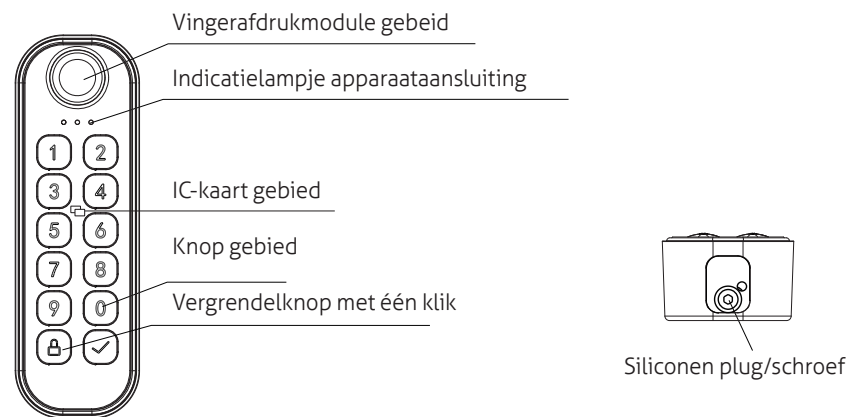 Vingerafdrukmodule gebeid
Indicatielampje apparaataansluiting
1 2
3 4
IC-kaart gebied
5 6
Knop gebied
7 8
9 0
Vergrendelknop met één klik
Siliconen plug/schroef